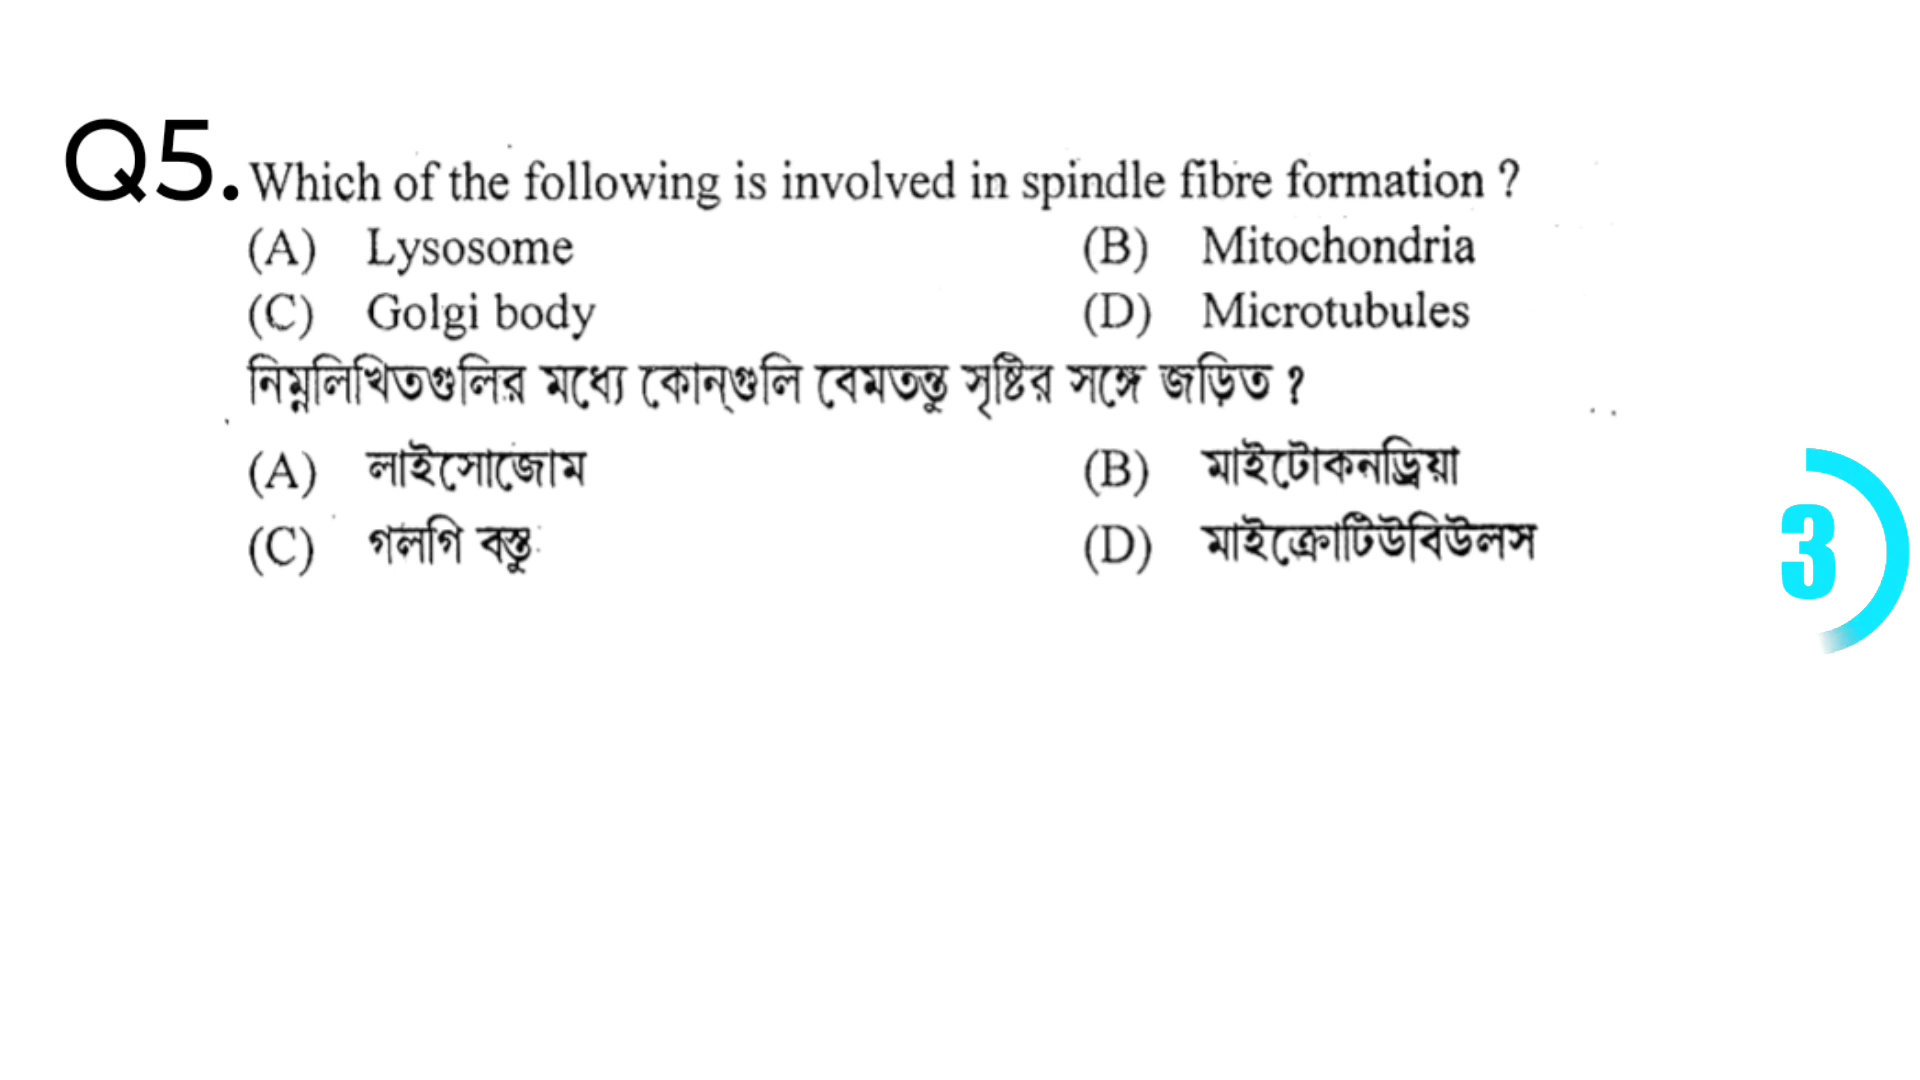 Q5. Which of the following is involved in spindle fibre formation ?
(A) Lysosome (B) Mitochondria
(C) Golgi body (D) Microtubules
নিম্নলিখিতগুলির মধ্যে কোন্‌গুলি বেমতন্তু সৃষ্টির সঙ্গে জড়িত ?
(A) লাইসোজোম (B) মাইটোকনড্রিয়া
(C) গলগি বস্তু (D) মাইক্রোটিউবিউলস
3